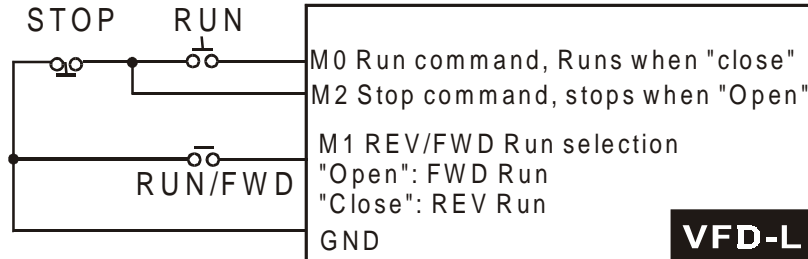 STOP RUN
M0 Run command, Runs when "close"
M2 Stop command, stops when "Open"
M1 REV/FWD Run selection
RUN/FWD
"Open": FWD Run
"Close": REV Run
GND
VFD-L